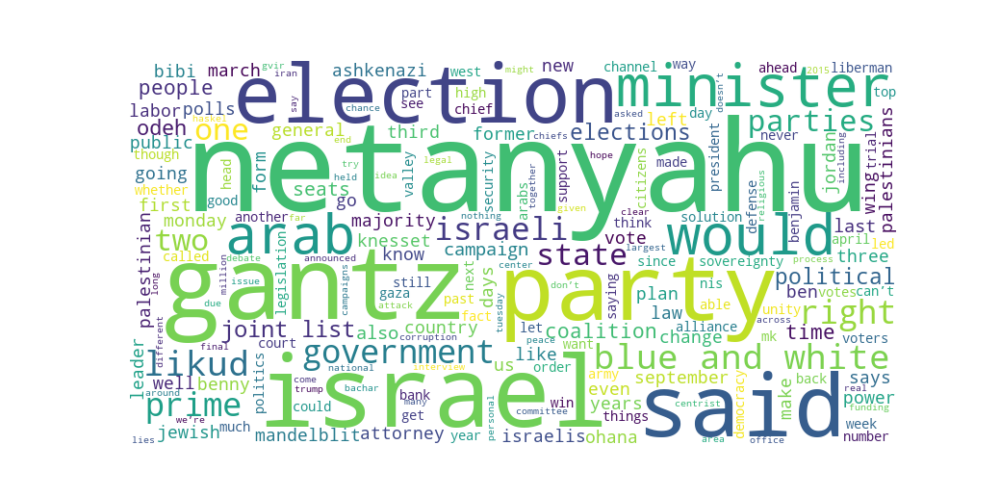 bibi march gvir iran ashkenazi west high chief part see might new channel way ahead 2015 liberman
people say election chance minister doesn't top
labor polls asked left day parties
odeh one general third former chiefs elections president never palestinians
public end
though going form netanyahu hope made including jordan trial
whether head try valley legal security arabs support citizens wing
first good seats held go idea together given clear solution defense religious benjamin
monday another far majority nothing largest think april last led
palestinian two called arab knesset israeli vote would
debate legislation announced know campaign state since sovereignty process three
long issue still next center don't saying nis political
million gantz campaigns gaza past days party plan able ben votes can't
due attack fact tuesday law unity right
different joint list also country let coalition alliance mk time voters
final court corruption peace want change across
leader likud government like blue and white says
around politics national interview us order army september democracy back real
well benny come trump bachar israel win even centrist make power
prime could many bank committee years said funding
we're get personal things area week
lies jewish much mandelblit attorney year israelis ohana office number